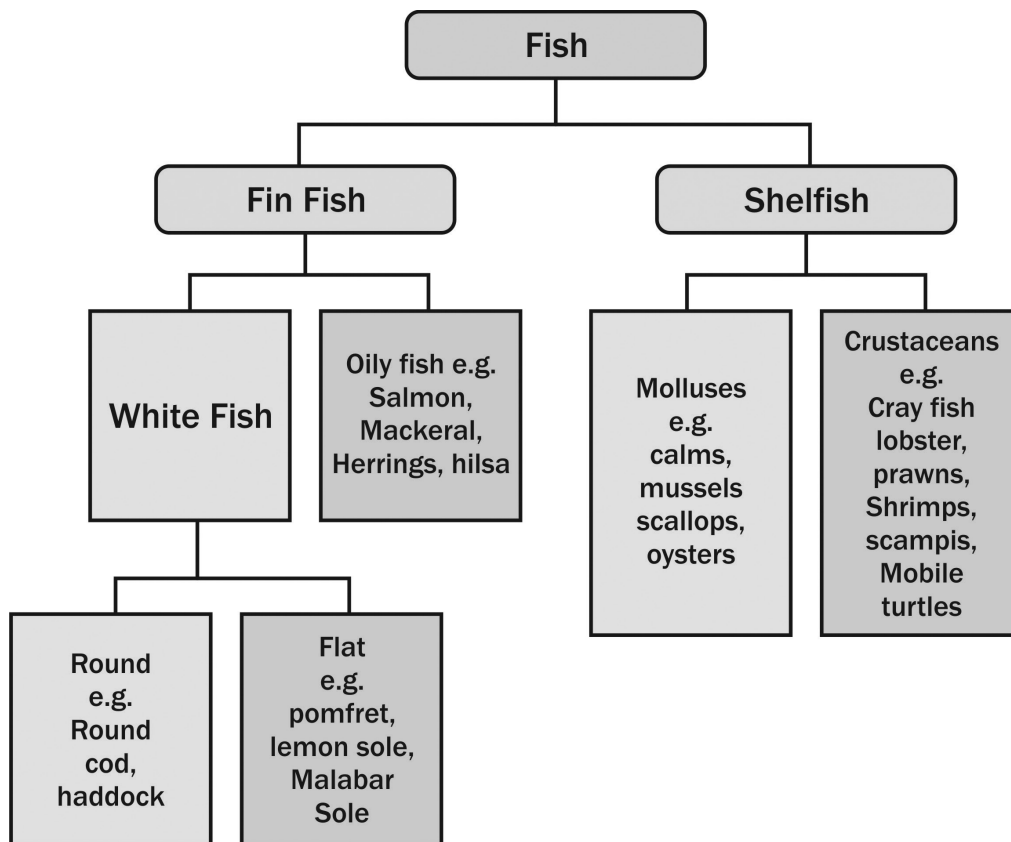 Fish
Fin Fish
Shelfish
White Fish
Oily fish e.g.
Salmon,
Mackeral,
Herrings, hilsa
Molluses
e.g.
calms,
mussels
scallops,
oysters
Crustaceans
e.g.
Cray fish
lobster,
prawns,
Shrimps,
scampis,
Mobile
turtles
Round
e.g.
Round
cod,
haddock
Flat
e.g.
pomfret,
lemon sole,
Malabar
Sole